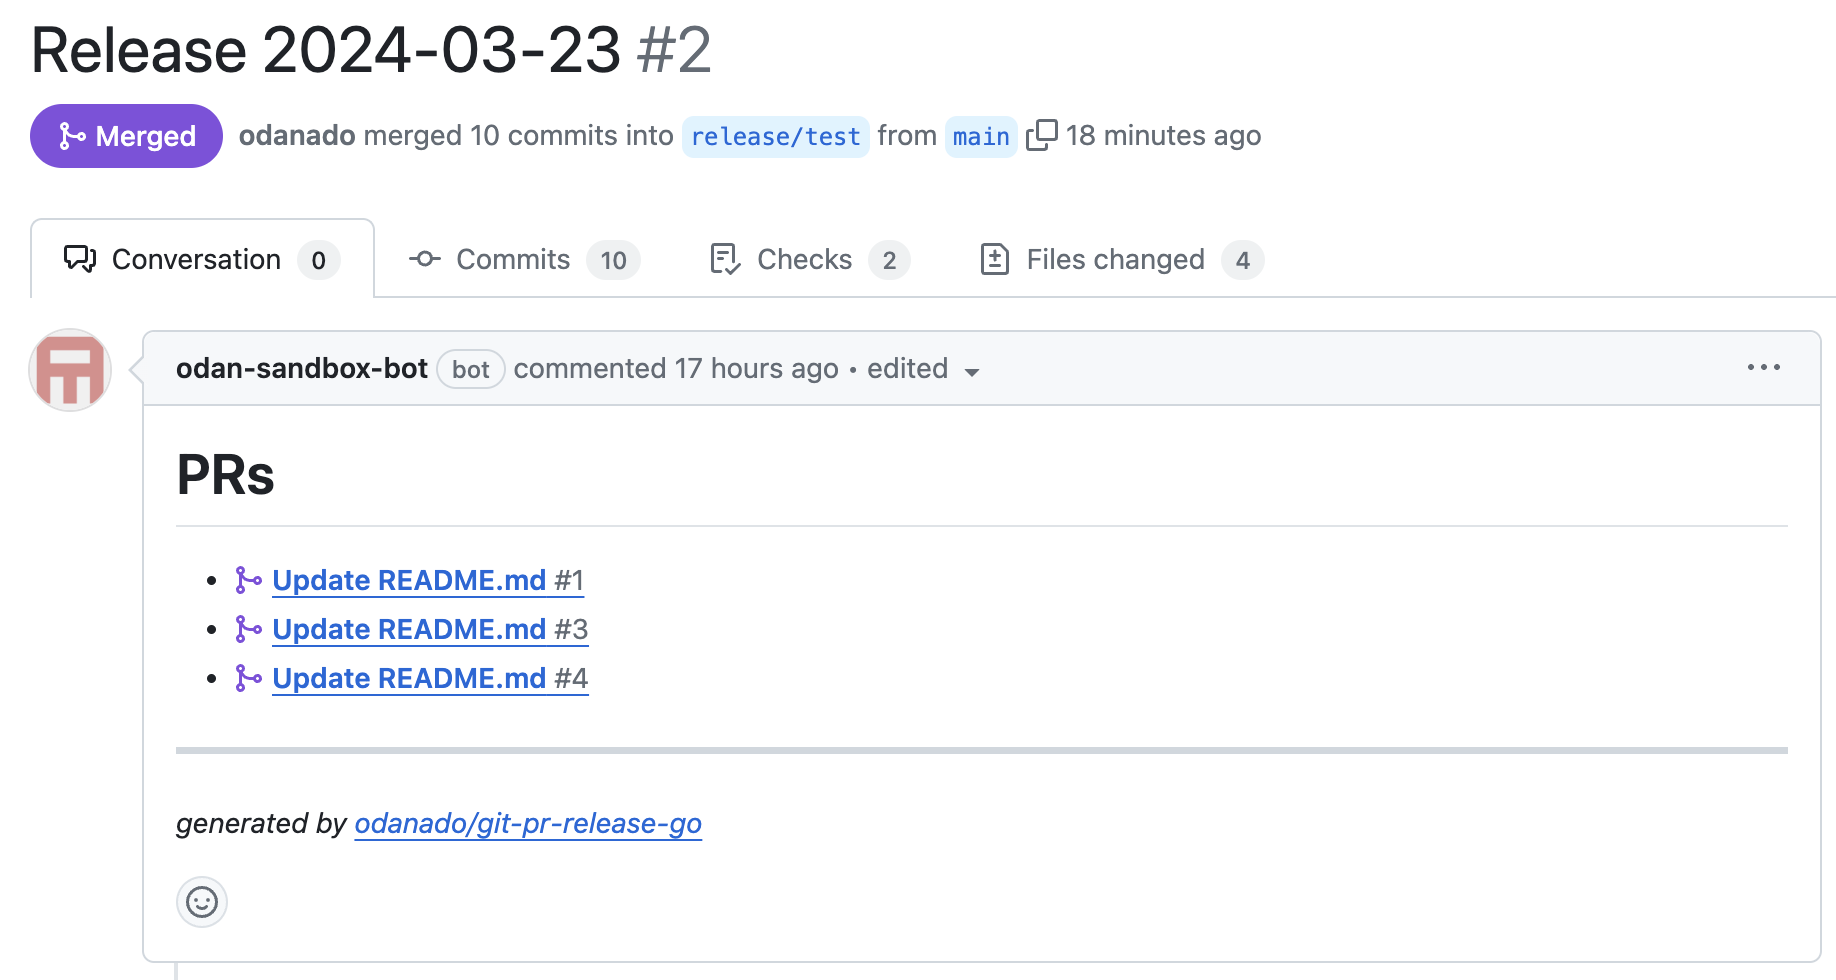 Release 2024-03-23 #2
Merged odanado merged 10 commits into release/test from main 18 minutes ago
Conversation 0 Commits 10 Checks 2 Files changed 4
odan-sandbox-bot bot commented 17 hours ago • edited
PRs
Update README.md #1
Update README.md #3
Update README.md #4
generated by odanado/git-pr-release-go